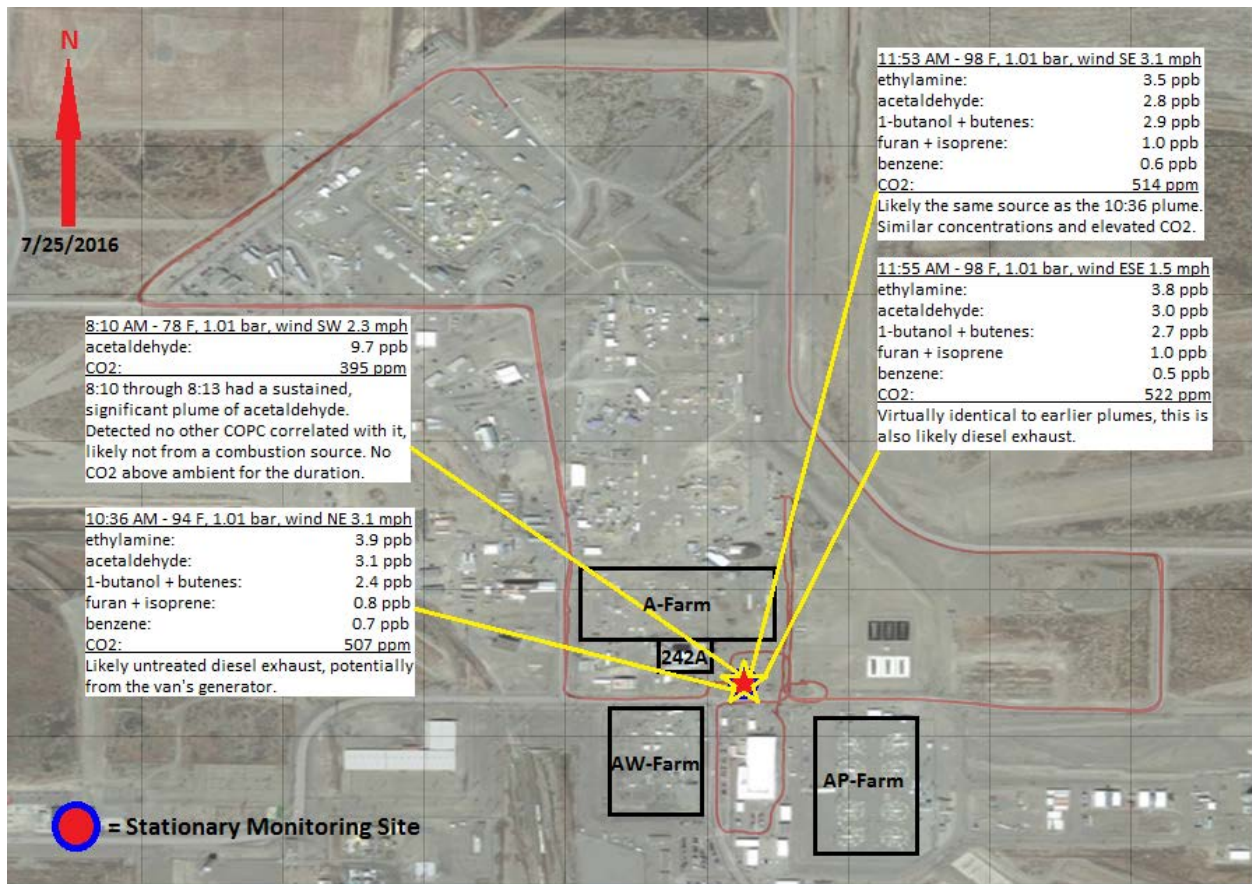 N
7/25/2016
11:53 AM - 98 F, 1.01 bar, wind SE 3.1 mph
ethylamine: 3.5 ppb
acetaldehyde: 2.8 ppb
1-butanol + butenes: 2.9 ppb
furan + isoprene: 1.0 ppb
benzene: 0.6 ppb
CO2: 514 ppm
Likely the same source as the 10:36 plume.
Similar concentrations and elevated CO2.
11:55 AM - 98 F, 1.01 bar, wind ESE 1.5 mph
ethylamine: 3.8 ppb
acetaldehyde: 3.0 ppb
1-butanol + butenes: 2.7 ppb
furan + isoprene 1.0 ppb
benzene: 0.5 ppb
CO2: 522 ppm
Virtually identical to earlier plumes, this is
also likely diesel exhaust.
8:10 AM - 78 F, 1.01 bar, wind SW 2.3 mph
acetaldehyde: 9.7 ppb
CO2: 395 ppm
8:10 through 8:13 had a sustained,
significant plume of acetaldehyde.
Detected no other COPC correlated with it,
likely not from a combustion source. No
CO2 above ambient for the duration.
10:36 AM - 94 F, 1.01 bar, wind NE 3.1 mph
ethylamine: 3.9 ppb
acetaldehyde: 3.1 ppb
1-butanol + butenes: 2.4 ppb
furan + isoprene: 0.8 ppb
benzene: 0.7 ppb
CO2: 507 ppm
Likely untreated diesel exhaust, potentially
from the van's generator.
A-Farm
242A
AW-Farm
AP-Farm
= Stationary Monitoring Site